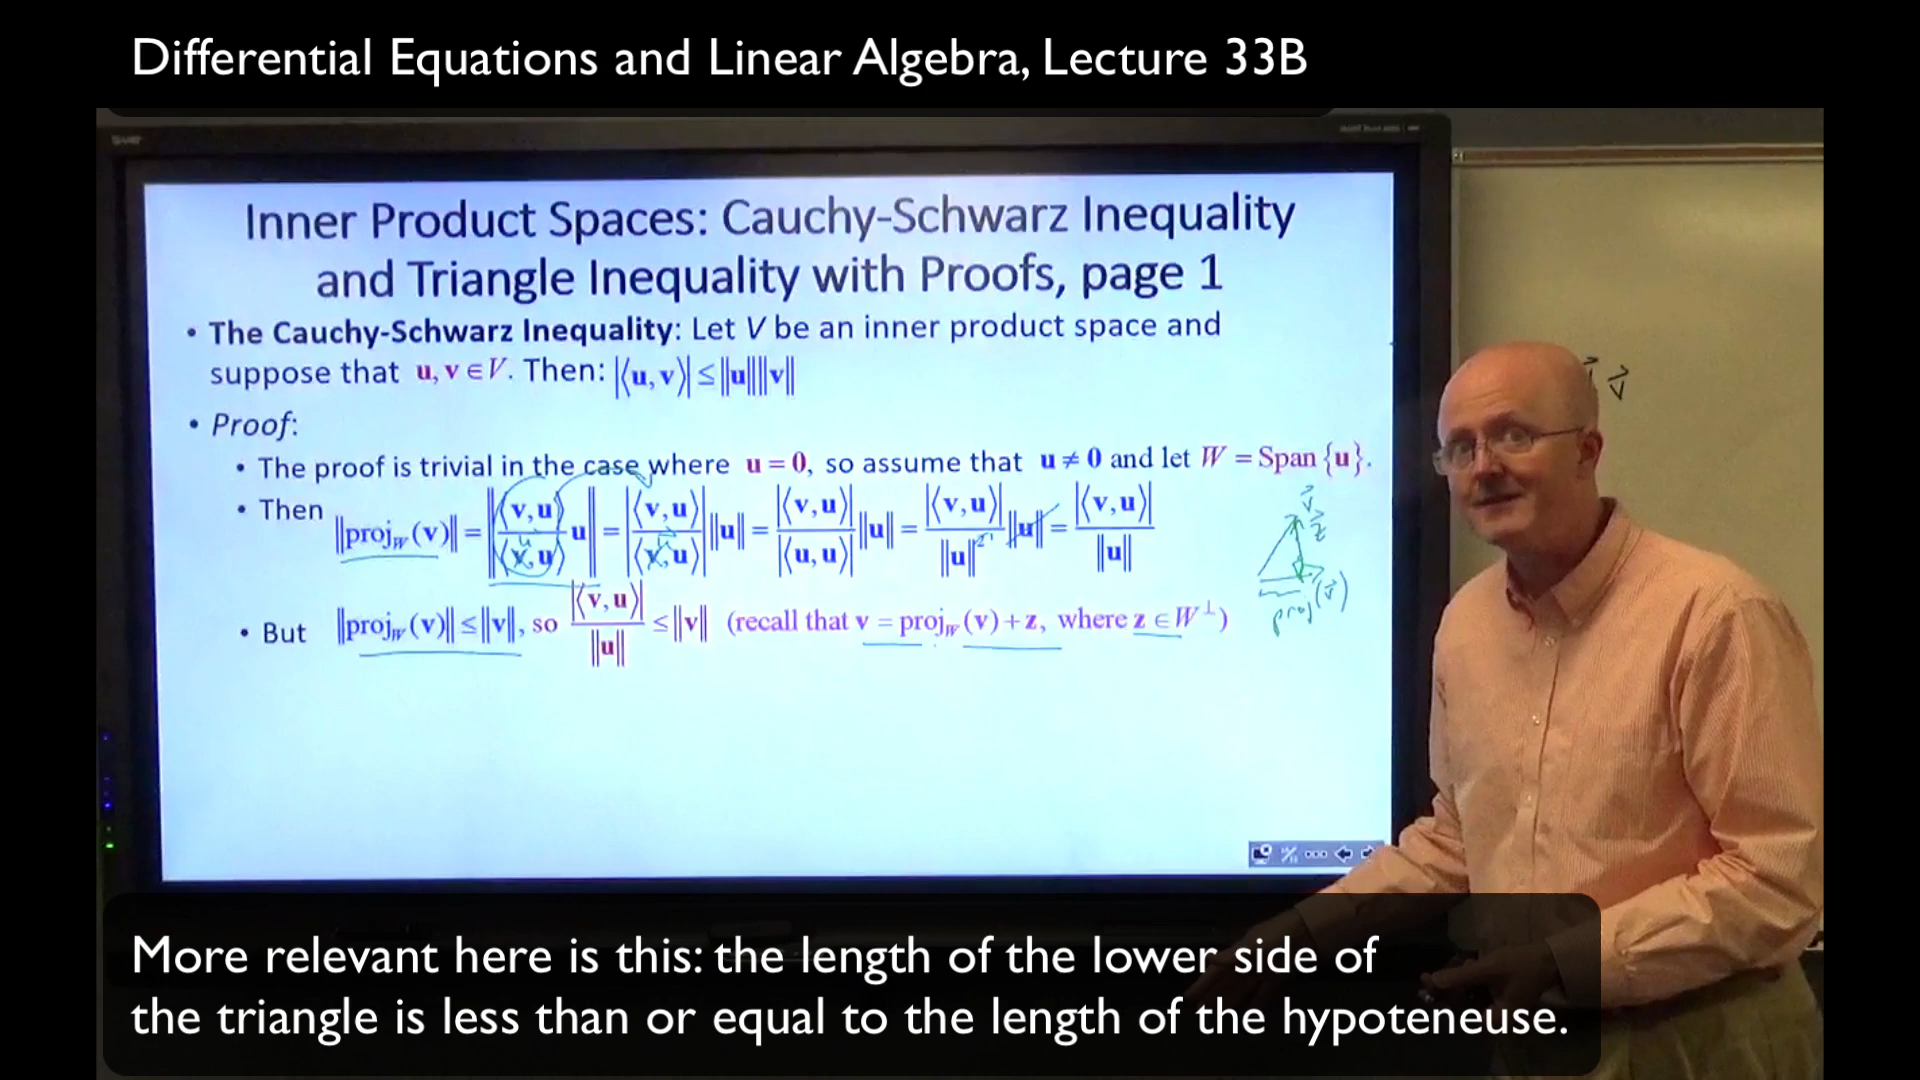 Differential Equations and Linear Algebra, Lecture 33B
Inner Product Spaces: Cauchy-Schwarz Inequality
and Triangle Inequality with Proofs, page 1
• The Cauchy-Schwarz Inequality: Let V be an inner product space and
suppose that u, v ∈ V. Then: |⟨u, v⟩| ≤ ‖u‖‖v‖
• Proof:
• The proof is trivial in the case where u = 0, so assume that u ≠ 0 and let W = Span {u}.
• Then ‖proj_W (v)‖ = ‖⟨v, u⟩/⟨v, u⟩ u‖ = |⟨v, u⟩/⟨v, u⟩| ‖u‖ = |⟨v, u⟩|/|⟨u, u⟩| ‖u‖ = |⟨v, u⟩|/‖u‖² ‖u‖ = |⟨v, u⟩|/‖u‖
• But ‖proj_W (v)‖ ≤ ‖v‖, so |⟨v, u⟩|/‖u‖ ≤ ‖v‖ (recall that v = proj_W (v) + z, where z ∈ W^⊥)
v
z
proj(v)
v
More relevant here is this: the length of the lower side of
the triangle is less than or equal to the length of the hypoteneuse.